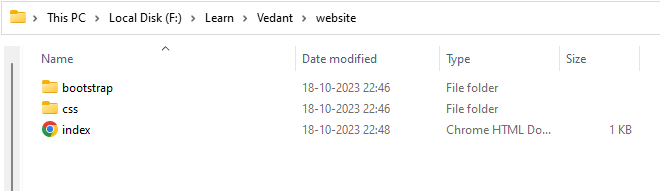 This PC > Local Disk (F:) > Learn > Vedant > website
Name Date modified Type Size
bootstrap 18-10-2023 22:46 File folder
css 18-10-2023 22:46 File folder
index 18-10-2023 22:48 Chrome HTML Do... 1 KB